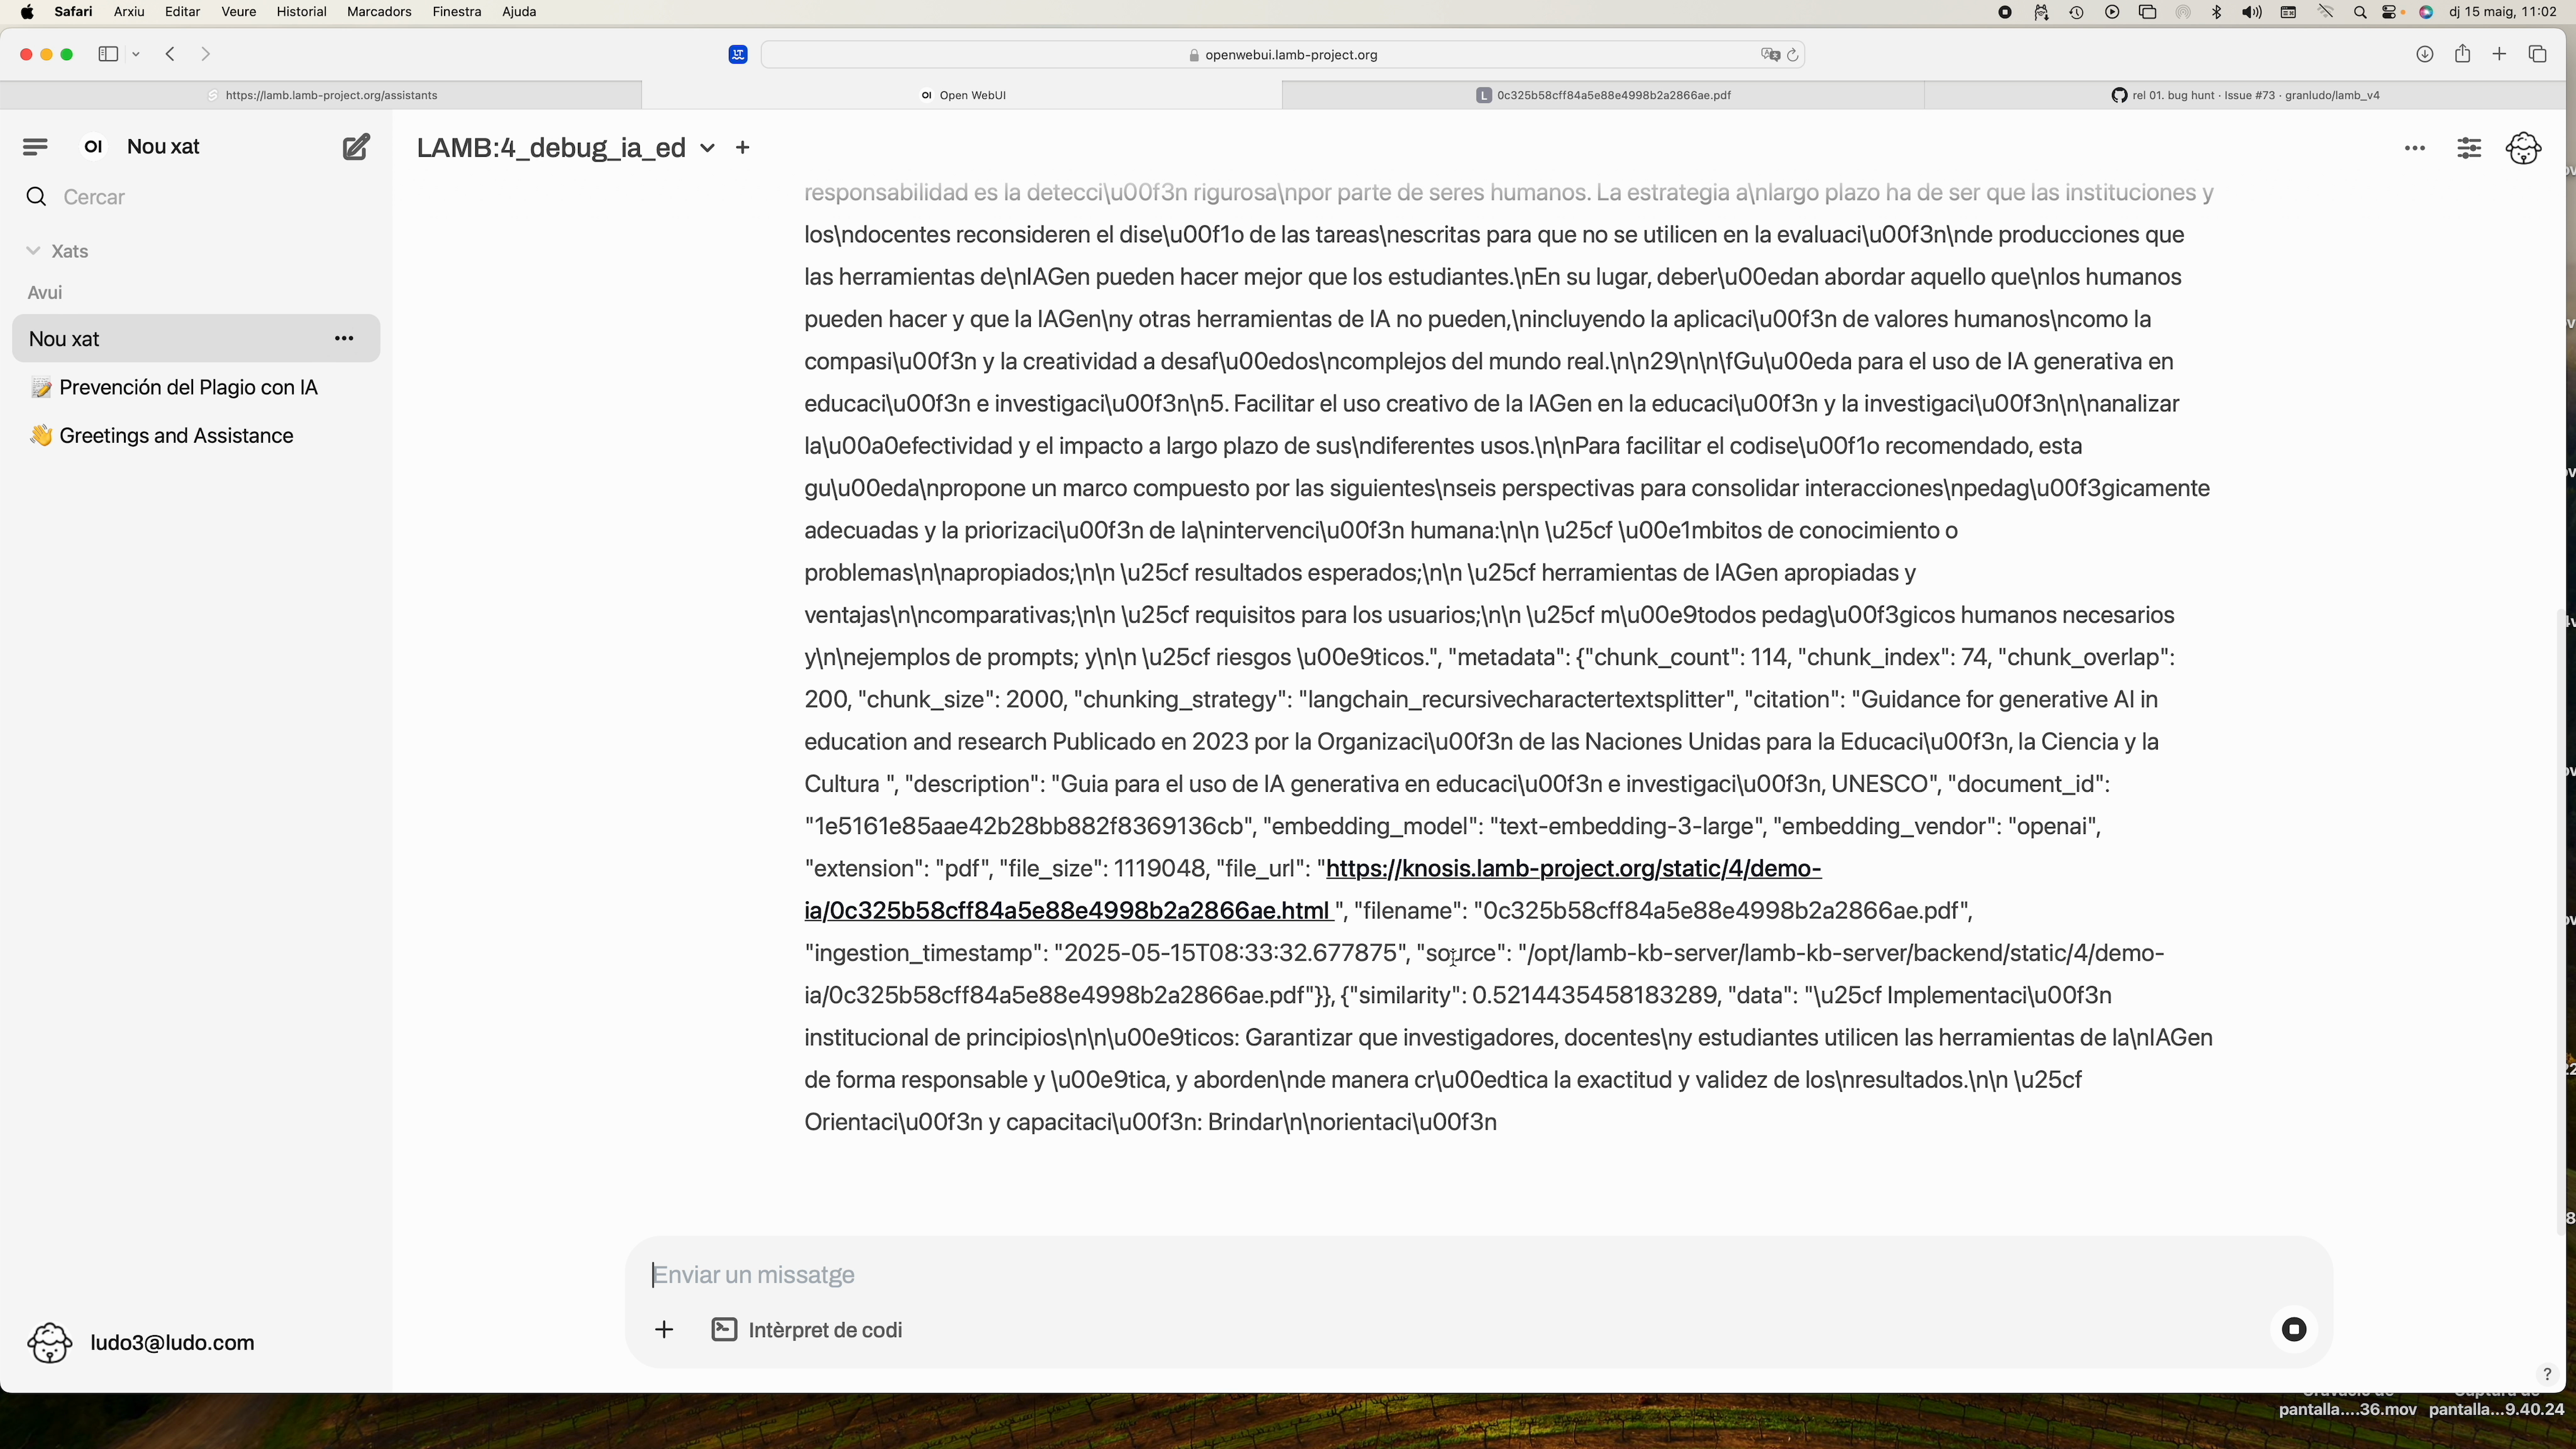 Safari Arxiu Editar Veure Historial Marcadors Finestra Ajuda
dj 15 maig, 11:02
openwebui.lamb-project.org
https://lamb.lamb-project.org/assistants
OI Open WebUI
L 0c325b58cff84a5e88e4998b2a2866ae.pdf
rel 01. bug hunt · Issue #73 · granludo/lamb_v4
OI Nou xat
Cercar
Xats
Avui
Nou xat
Prevención del Plagio con IA
Greetings and Assistance
ludo3@ludo.com
LAMB:4_debug_ia_ed
responsabilidad es la detecci\u00f3n rigurosa\npor parte de seres humanos. La estrategia a\nlargo plazo ha de ser que las instituciones y
los\ndocentes reconsideren el dise\u00f1o de las tareas\nescritas para que no se utilicen en la evaluaci\u00f3n\nde producciones que
las herramientas de\nIAGen pueden hacer mejor que los estudiantes.\nEn su lugar, deber\u00edan abordar aquello que\nlos humanos
pueden hacer y que la IAGen\ny otras herramientas de IA no pueden,\nincluyendo la aplicaci\u00f3n de valores humanos\ncomo la
compasi\u00f3n y la creatividad a desaf\u00edos\ncomplejos del mundo real.\n\n29\n\n\fGu\u00eda para el uso de IA generativa en
educaci\u00f3n e investigaci\u00f3n\n\n5. Facilitar el uso creativo de la IAGen en la educaci\u00f3n y la investigaci\u00f3n\n\n\nanalizar
la\u00a0efectividad y el impacto a largo plazo de sus\ndiferentes usos.\n\nPara facilitar el codise\u00f1o recomendado, esta
gu\u00eda\npropone un marco compuesto por las siguientes\nseis perspectivas para consolidar interacciones\npedag\u00f3gicamente
adecuadas y la priorizaci\u00f3n de la\nintervenci\u00f3n humana:\n\n \u25cf \u00e1mbitos de conocimiento o
problemas\n\napropiados;\n\n \u25cf resultados esperados;\n\n \u25cf herramientas de IAGen apropiadas y
ventajas\n\ncomparativas;\n\n \u25cf requisitos para los usuarios;\n\n \u25cf m\u00e9todos pedag\u00f3gicos humanos necesarios
y\n\nejemplos de prompts; y\n\n \u25cf riesgos \u00e9ticos.", "metadata": {"chunk_count": 114, "chunk_index": 74, "chunk_overlap":
200, "chunk_size": 2000, "chunking_strategy": "langchain_recursivecharactertextsplitter", "citation": "Guidance for generative AI in
education and research Publicado en 2023 por la Organizaci\u00f3n de las Naciones Unidas para la Educaci\u00f3n, la Ciencia y la
Cultura ", "description": "Guia para el uso de IA generativa en educaci\u00f3n e investigaci\u00f3n, UNESCO", "document_id":
"1e5161e85aae42b28bb882f8369136cb", "embedding_model": "text-embedding-3-large", "embedding_vendor": "openai",
"extension": "pdf", "file_size": 1119048, "file_url": "https://knosis.lamb-project.org/static/4/demo-
ia/0c325b58cff84a5e88e4998b2a2866ae.html ", "filename": "0c325b58cff84a5e88e4998b2a2866ae.pdf",
"ingestion_timestamp": "2025-05-15T08:33:32.677875", "source": "/opt/lamb-kb-server/lamb-kb-server/backend/static/4/demo-
ia/0c325b58cff84a5e88e4998b2a2866ae.pdf"}}, {"similarity": 0.5214435458183289, "data": "\u25cf Implementaci\u00f3n
institucional de principios\n\n\u00e9ticos: Garantizar que investigadores, docentes\ny estudiantes utilicen las herramientas de la\nIAGen
de forma responsable y \u00e9tica, y aborden\nde manera cr\u00edtica la exactitud y validez de los\nresultados.\n\n \u25cf
Orientaci\u00f3n y capacitaci\u00f3n: Brindar\n\norientaci\u00f3n
Enviar un missatge
Intèrpret de codi
?
pantalla....36.mov pantalla...9.40.24